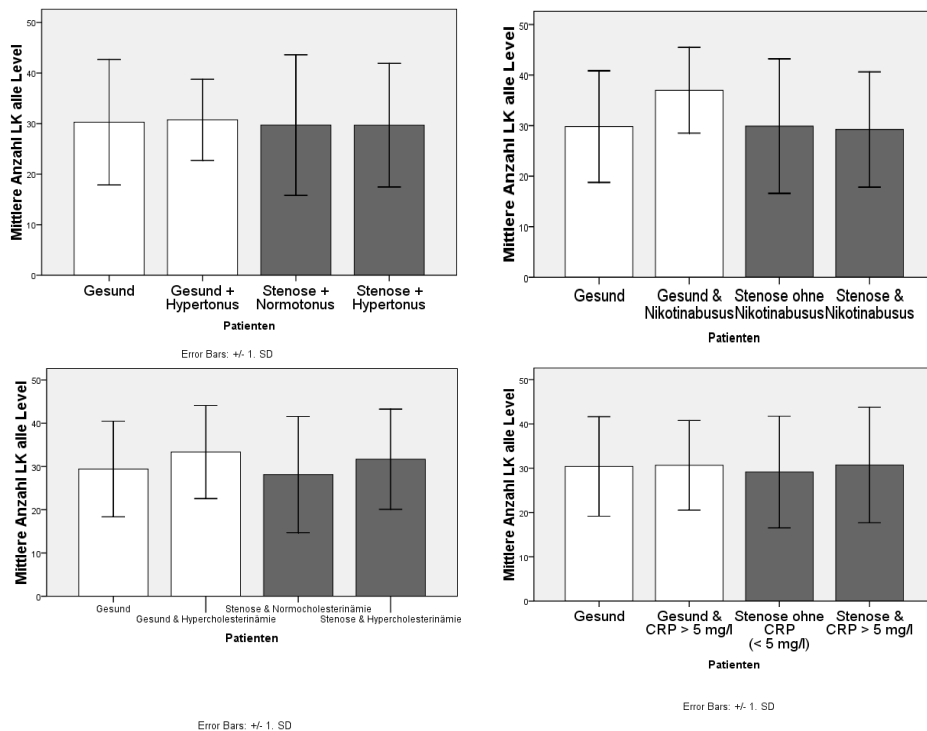 Mittlere Anzahl LK alle Level
50
40
30
20
10
0
Gesund
Gesund +
Hypertonus
Stenose +
Normotonus
Stenose +
Hypertonus
Patienten
Error Bars: +/- 1. SD
Mittlere Anzahl LK alle Level
50
40
30
20
10
0
Gesund
Gesund &
Nikotinabusus
Stenose ohne
Nikotinabusus
Stenose &
Nikotinabusus
Patienten
Mittlere Anzahl LK alle Level
50
40
30
20
10
0
Gesund
Gesund & Hypercholesterinämie
Stenose & Normocholesterinämie
Stenose & Hypercholesterinämie
Patienten
Error Bars: +/- 1. SD
Mittlere Anzahl LK alle Level
50
40
30
20
10
0
Gesund
Gesund &
CRP > 5 mg/l
Stenose ohne
CRP
(< 5 mg/l)
Stenose &
CRP > 5 mg/l
Patienten
Error Bars: +/- 1. SD